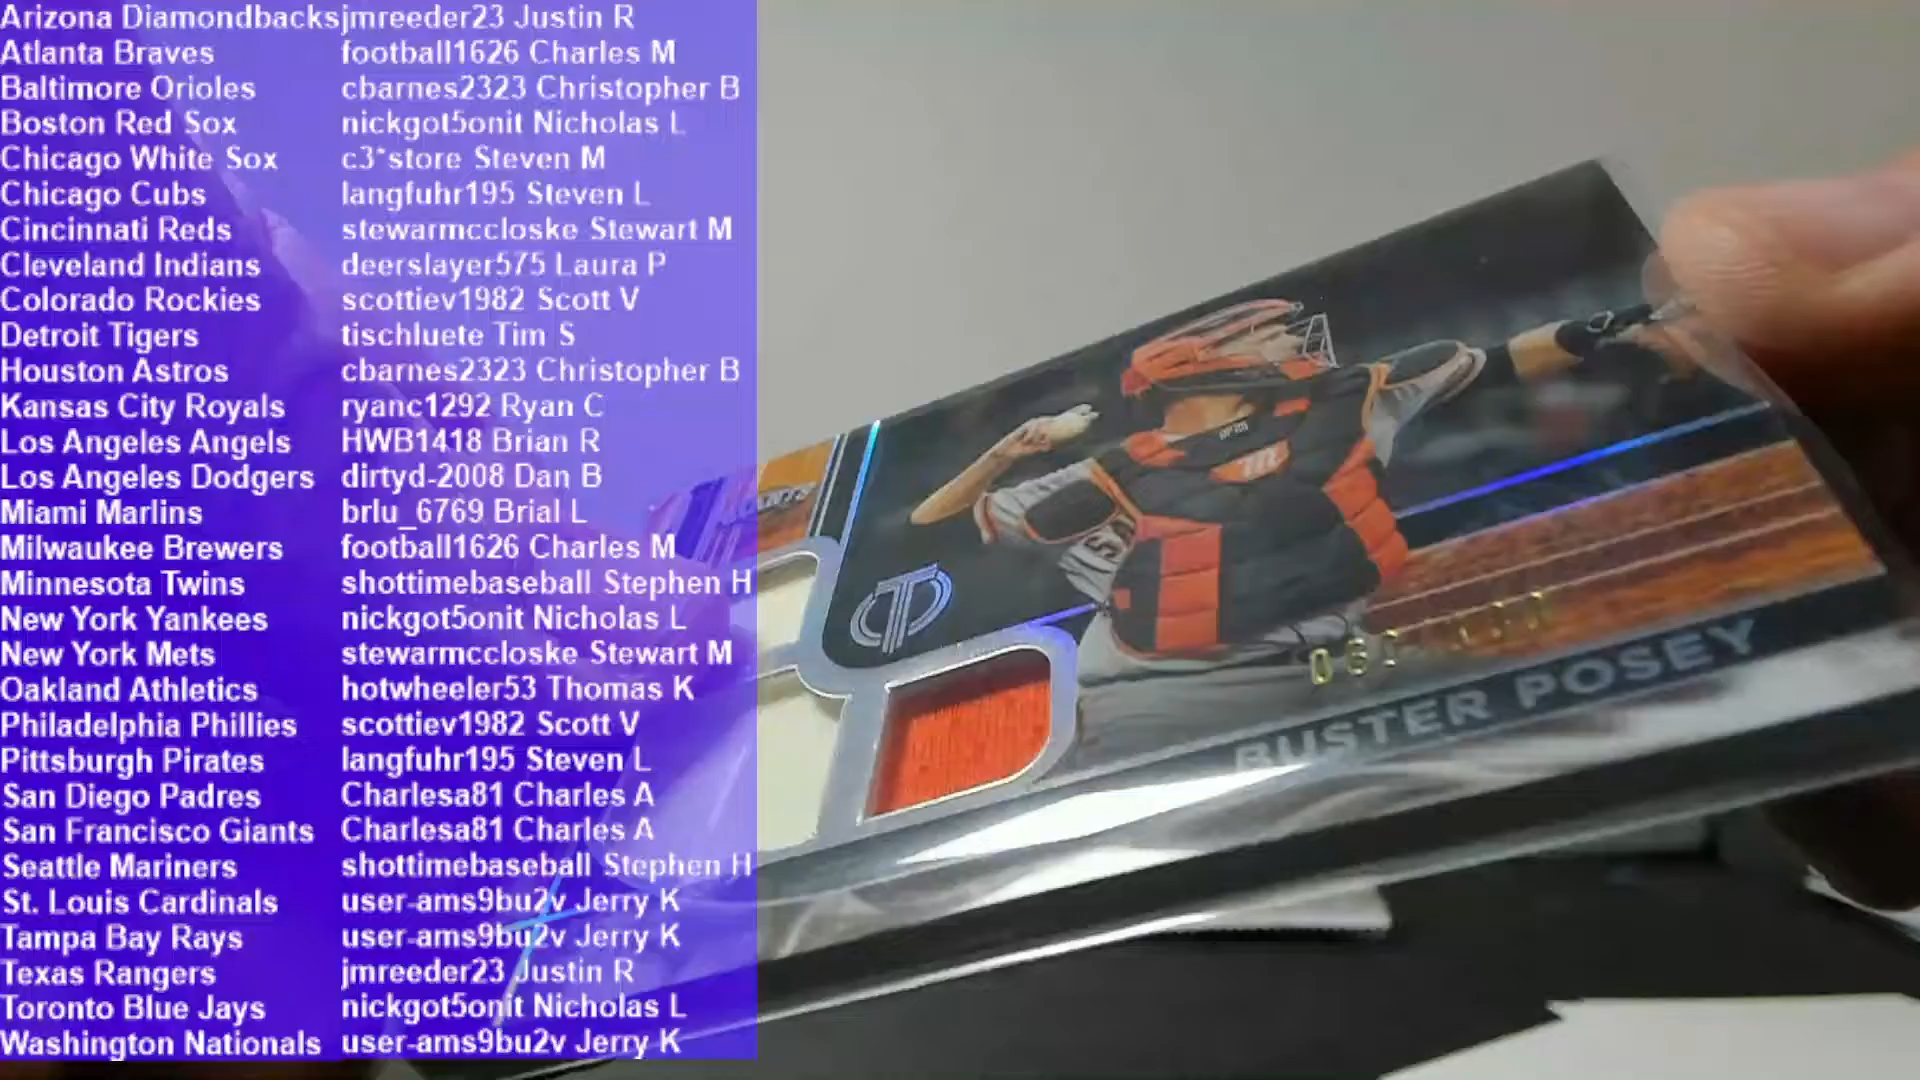 Arizona Diamondbacks jmreeder23 Justin R
Atlanta Braves football1626 Charles M
Baltimore Orioles cbarnes2323 Christopher B
Boston Red Sox nickgot5onit Nicholas L
Chicago White Sox c3*store Steven M
Chicago Cubs langfuhr195 Steven L
Cincinnati Reds stewarmccloske Stewart M
Cleveland Indians deerslayer575 Laura P
Colorado Rockies scottiev1982 Scott V
Detroit Tigers tischluete Tim S
Houston Astros cbarnes2323 Christopher B
Kansas City Royals ryanc1292 Ryan C
Los Angeles Angels HWB1418 Brian R
Los Angeles Dodgers dirtyd-2008 Dan B
Miami Marlins brlu_6769 Brial L
Milwaukee Brewers football1626 Charles M
Minnesota Twins shottimebaseball Stephen H
New York Yankees nickgot5onit Nicholas L
New York Mets stewarmccloske Stewart M
Oakland Athletics hotwheeler53 Thomas K
Philadelphia Phillies scottiev1982 Scott V
Pittsburgh Pirates langfuhr195 Steven L
San Diego Padres Charlesa81 Charles A
San Francisco Giants Charlesa81 Charles A
Seattle Mariners shottimebaseball Stephen H
St. Louis Cardinals user-ams9bu2v Jerry K
Tampa Bay Rays user-ams9bu2v Jerry K
Texas Rangers jmreeder23 Justin R
Toronto Blue Jays nickgot5onit Nicholas L
Washington Nationals user-ams9bu2v Jerry K
BUSTER POSEY